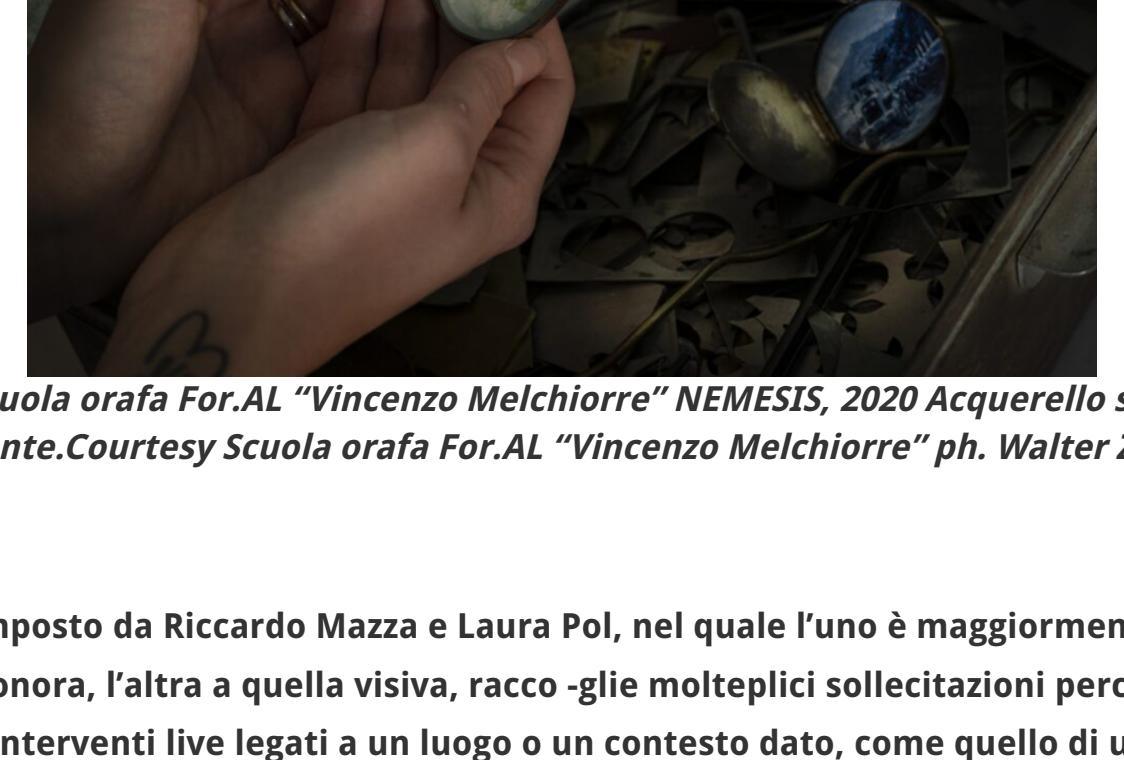 uola orafa For.AL “Vincenzo Melchiorre” NEMESIS, 2020 Acquerello s
nte.Courtesy Scuola orafa For.AL “Vincenzo Melchiorre” ph. Walter Z
mposto da Riccardo Mazza e Laura Pol, nel quale l’uno è maggiormen
onora, l’altra a quella visiva, racco -glie molteplici sollecitazioni perc
nterventi live legati a un luogo o un contesto dato, come quello di u